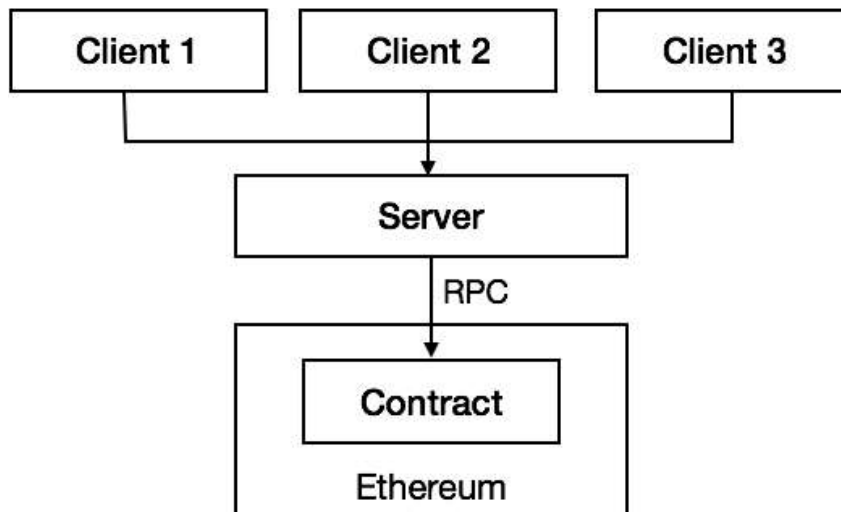 Client 1
Client 2
Client 3
Server
RPC
Contract
Ethereum